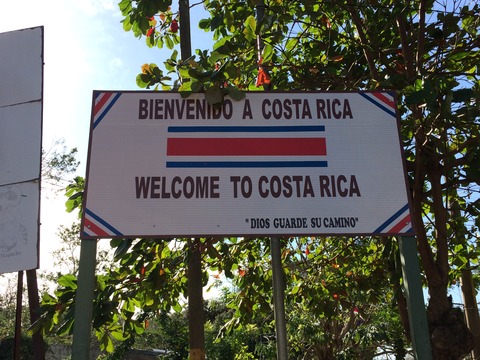 BIENVENIDO A COSTA RICA
WELCOME TO COSTA RICA
"DIOS GUARDE SU CAMINO"